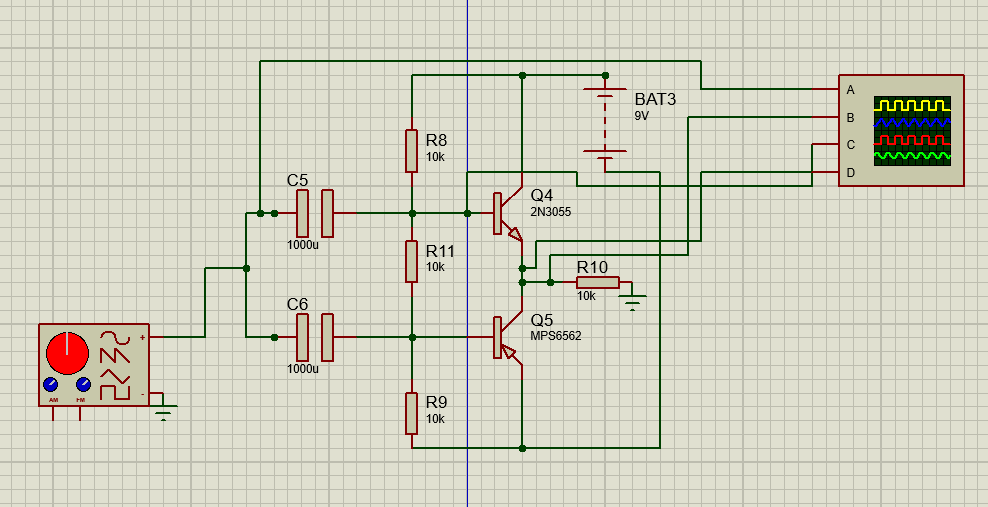 BAT3
9V
A
B
C
D
R8
10k
C5
1000u
Q4
2N3055
R11
10k
R10
10k
C6
1000u
Q5
MPS6562
R9
10k
+
-
AM
FM